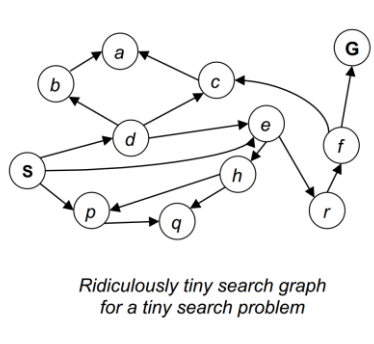 G
a
c
b
e
d
f
S
h
p
r
q
Ridiculously tiny search graph
for a tiny search problem